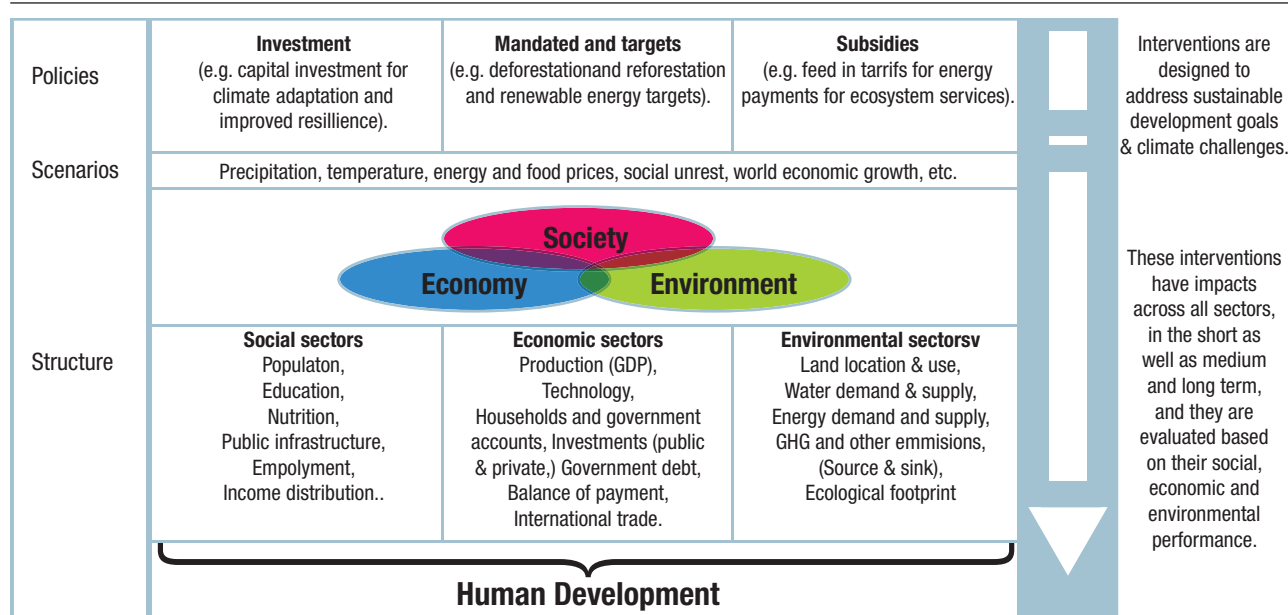 Policies
Investment
(e.g. capital investment for
climate adaptation and
improved resillience).
Mandated and targets
(e.g. deforestationand reforestation
and renewable energy targets).
Subsidies
(e.g. feed in tarrifs for energy
payments for ecosystem services).
Interventions are
designed to
address sustainable
development goals
& climate challenges.
Scenarios
Precipitation, temperature, energy and food prices, social unrest, world economic growth, etc.
Society
Economy
Environment
Structure
Social sectors
Populaton,
Education,
Nutrition,
Public infrastructure,
Empolyment,
Income distribution..
Economic sectors
Production (GDP),
Technology,
Households and government
accounts, Investments (public
& private,) Government debt,
Balance of payment,
International trade.
Environmental sectorsv
Land location & use,
Water demand & supply,
Energy demand and supply,
GHG and other emmisions,
(Source & sink),
Ecological footprint
These interventions
have impacts
across all sectors,
in the short as
well as medium
and long term,
and they are
evaluated based
on their social,
economic and
environmental
performance.
Human Development